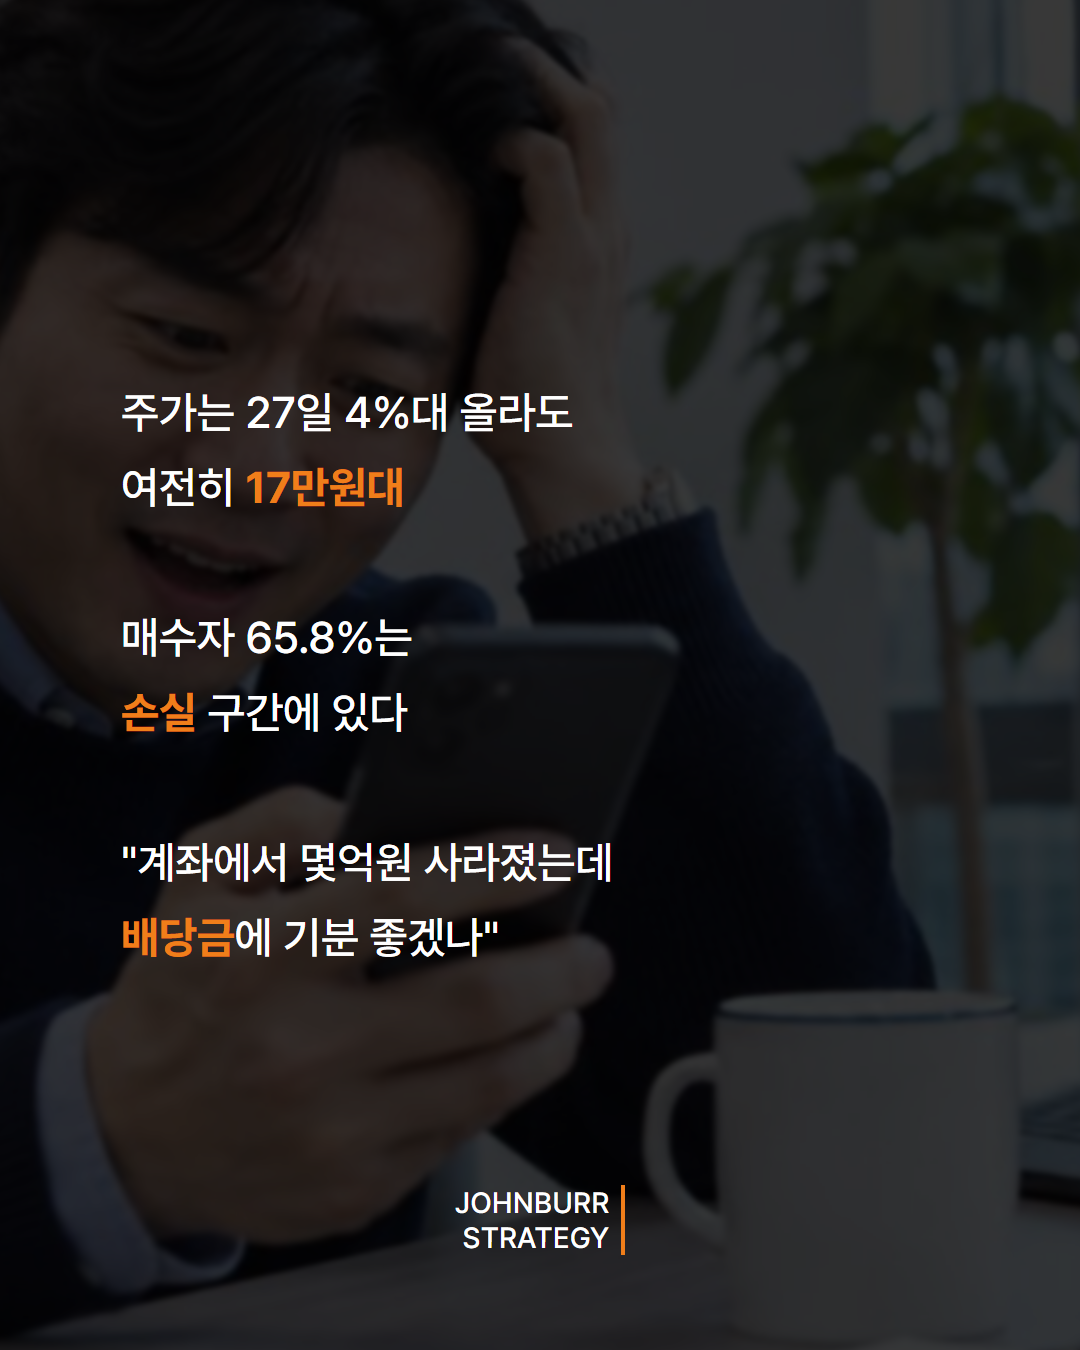 주가는 27일 4%대 올라도
여전히 17만원대
매수자 65.8%는
손실 구간에 있다
"계좌에서 몇억원 사라졌는데
배당금에 기분 좋겠나"
JOHNBURR
STRATEGY